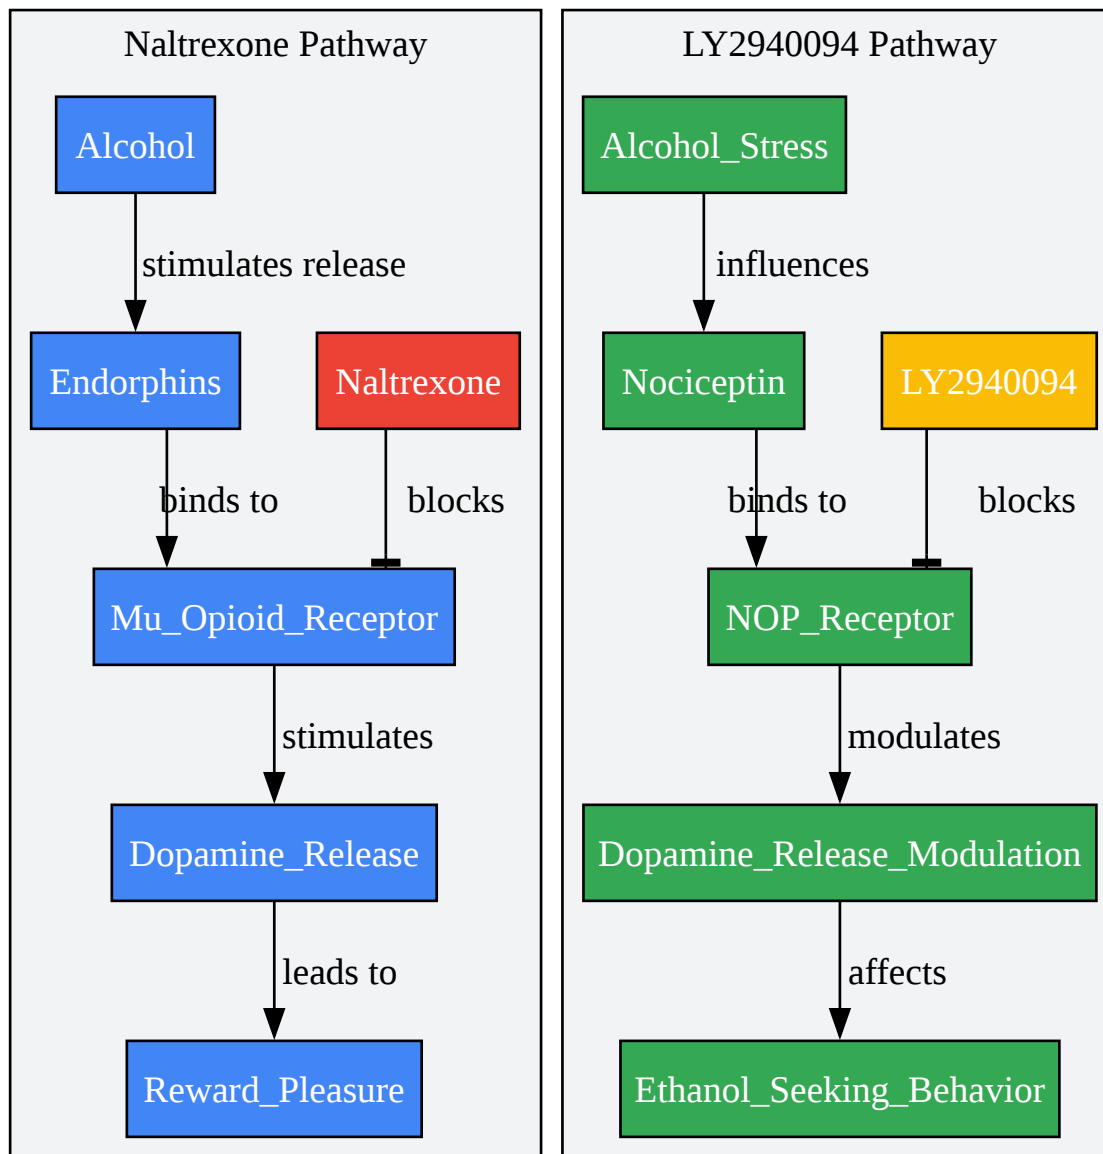 Naltrexone Pathway
Alcohol
stimulates release
Endorphins
Naltrexone
binds to
blocks
Mu_Opioid_Receptor
stimulates
Dopamine_Release
leads to
Reward_Pleasure
LY2940094 Pathway
Alcohol_Stress
influences
Nociceptin
LY2940094
binds to
blocks
NOP_Receptor
modulates
Dopamine_Release_Modulation
affects
Ethanol_Seeking_Behavior